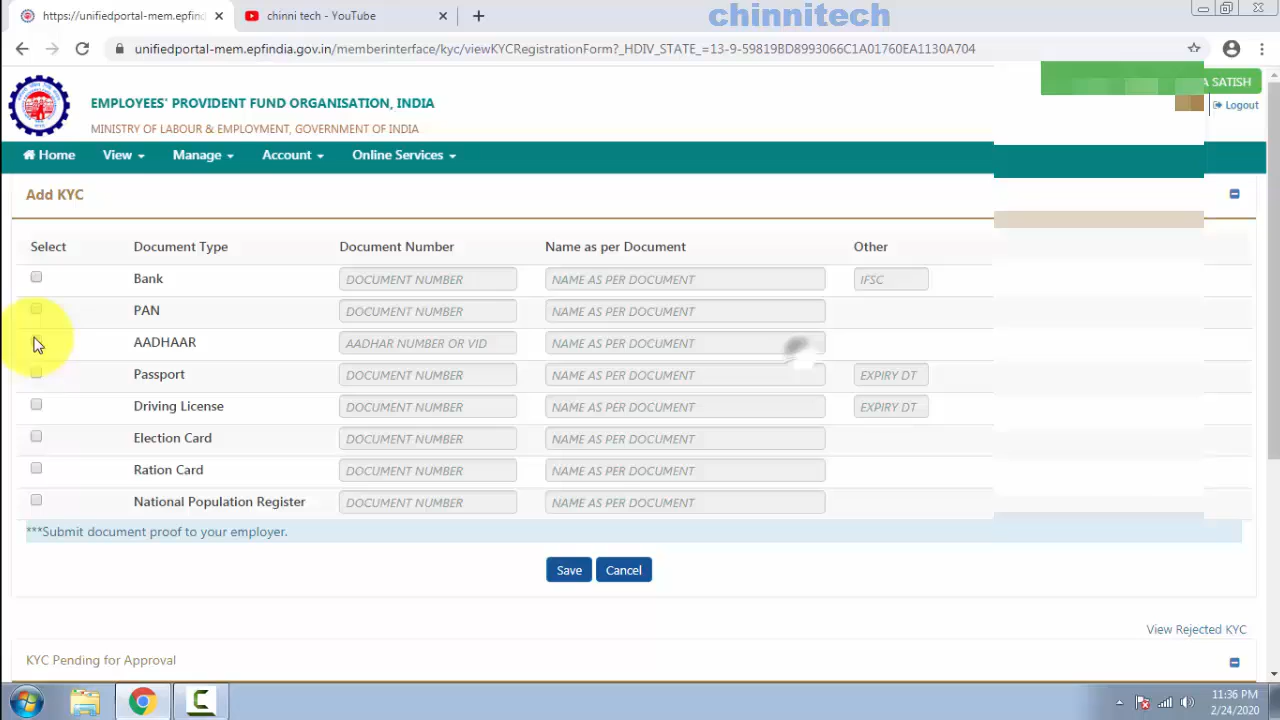 https://unifiedportal-mem.epfind
chinni tech - YouTube
chinnitech
unifiedportal-mem.epfindia.gov.in/memberinterface/kyc/viewKYCRegistrationForm?_HDIV_STATE_=13-9-59819BD8993066C1A01760EA1130A704
EMPLOYEES' PROVIDENT FUND ORGANISATION, INDIA
MINISTRY OF LABOUR & EMPLOYMENT, GOVERNMENT OF INDIA
A SATISH
Logout
Home View Manage Account Online Services
Add KYC
Select Document Type Document Number Name as per Document Other
Bank DOCUMENT NUMBER NAME AS PER DOCUMENT IFSC
PAN DOCUMENT NUMBER NAME AS PER DOCUMENT
AADHAAR AADHAR NUMBER OR VID NAME AS PER DOCUMENT
Passport DOCUMENT NUMBER NAME AS PER DOCUMENT EXPIRY DT
Driving License DOCUMENT NUMBER NAME AS PER DOCUMENT EXPIRY DT
Election Card DOCUMENT NUMBER NAME AS PER DOCUMENT
Ration Card DOCUMENT NUMBER NAME AS PER DOCUMENT
National Population Register DOCUMENT NUMBER NAME AS PER DOCUMENT
***Submit document proof to your employer.
Save Cancel
View Rejected KYC
KYC Pending for Approval
11:36 PM
2/24/2020